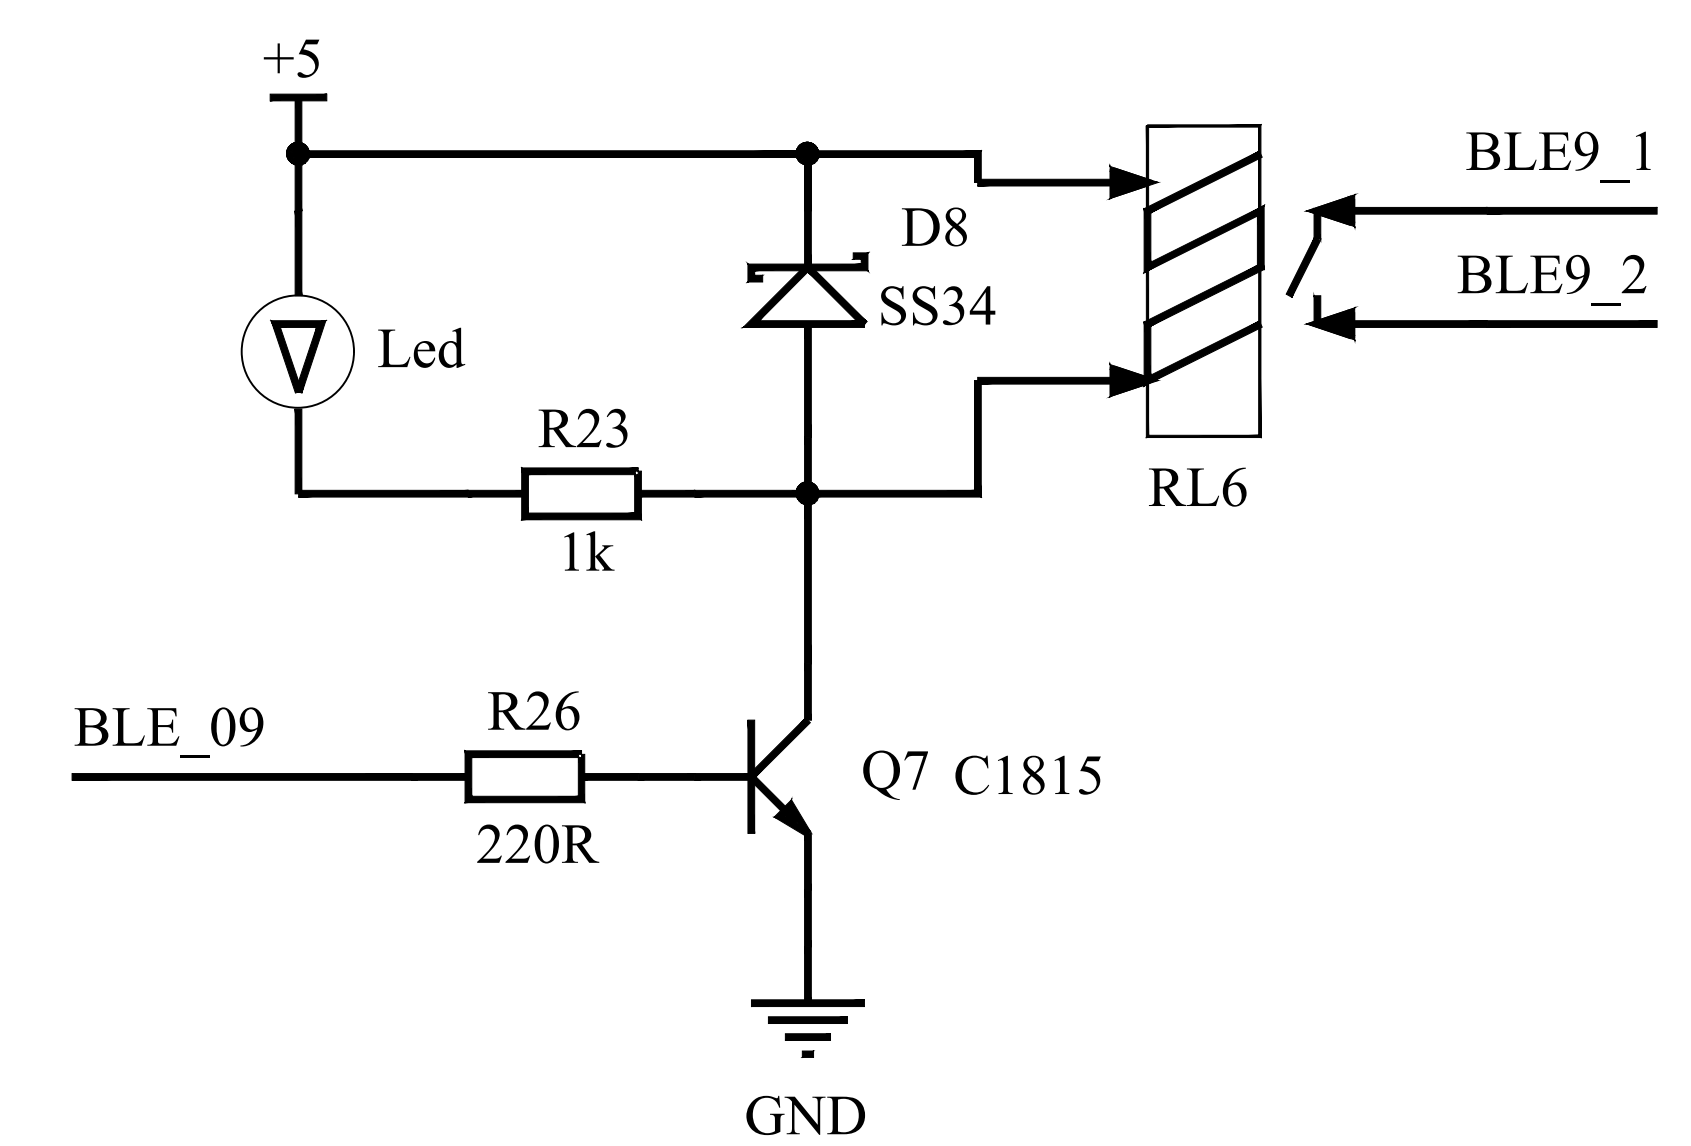 +5
BLE9_1
D8
BLE9_2
SS34
Led
R23
RL6
1k
R26
BLE_09
Q7 C1815
220R
GND